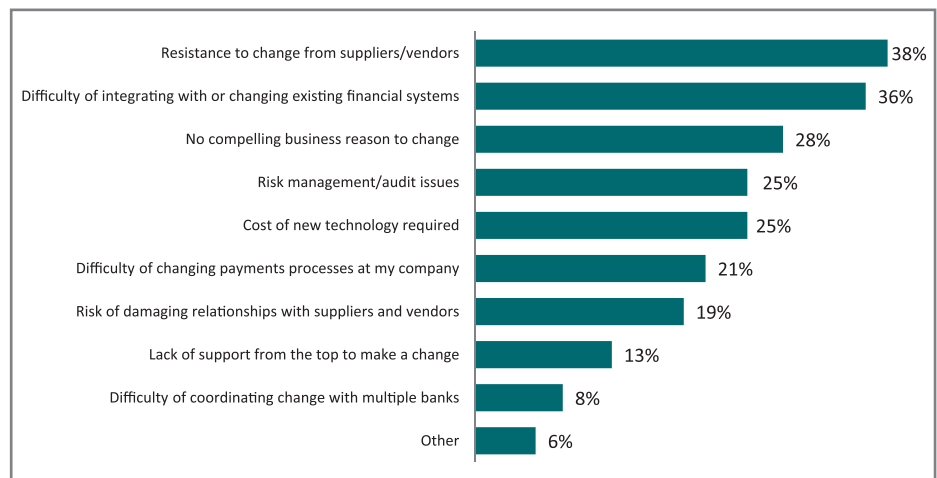 Resistance to change from suppliers/vendors 38%
Difficulty of integrating with or changing existing financial systems 36%
No compelling business reason to change 28%
Risk management/audit issues 25%
Cost of new technology required 25%
Difficulty of changing payments processes at my company 21%
Risk of damaging relationships with suppliers and vendors 19%
Lack of support from the top to make a change 13%
Difficulty of coordinating change with multiple banks 8%
Other 6%